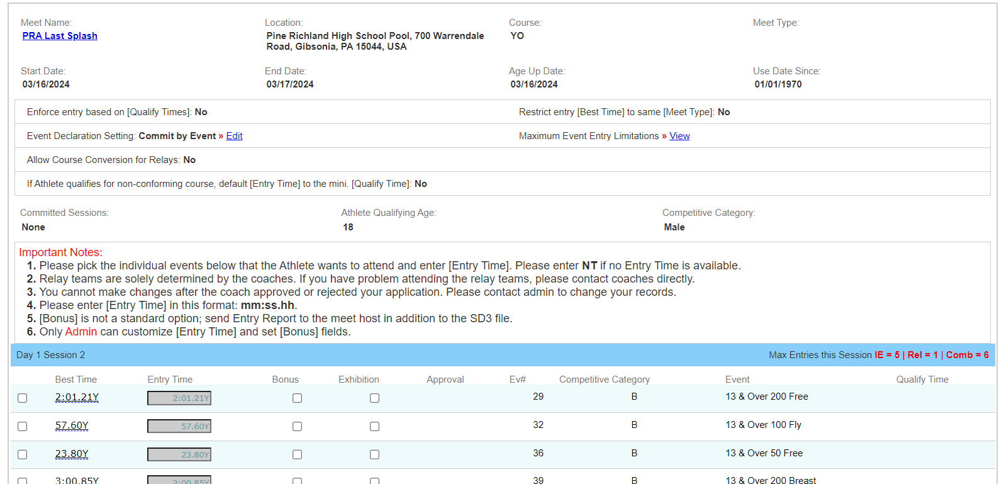 Meet Name: Location: Course: Meet Type:
PRA Last Splash Pine Richland High School Pool, 700 Warrendale YO
Road, Gibsonia, PA 15044, USA
Start Date: End Date: Age Up Date: Use Date Since:
03/16/2024 03/17/2024 03/16/2024 01/01/1970
Enforce entry based on [Qualify Times]: No Restrict entry [Best Time] to same [Meet Type]: No
Event Declaration Setting: Commit by Event » Edit Maximum Event Entry Limitations » View
Allow Course Conversion for Relays: No
If Athlete qualifies for non-conforming course, default [Entry Time] to the mini. [Qualify Time]: No
Committed Sessions: Athlete Qualifying Age: Competitive Category:
None 18 Male
Important Notes:
1. Please pick the individual events below that the Athlete wants to attend and enter [Entry Time]. Please enter NT if no Entry Time is available.
2. Relay teams are solely determined by the coaches. If you have problem attending the relay teams, please contact coaches directly.
3. You cannot make changes after the coach approved or rejected your application. Please contact admin to change your records.
4. Please enter [Entry Time] in this format: mm:ss.hh.
5. [Bonus] is not a standard option; send Entry Report to the meet host in addition to the SD3 file.
6. Only Admin can customize [Entry Time] and set [Bonus] fields.
Day 1 Session 2 Max Entries this Session IE = 5 | Rel = 1 | Comb = 6
Best Time Entry Time Bonus Exhibition Approval Ev# Competitive Category Event Qualify Time
2:01.21Y 2:01.21Y 29 B 13 & Over 200 Free
57.60Y 57.60Y 32 B 13 & Over 100 Fly
23.80Y 23.80Y 36 B 13 & Over 50 Free
3:00.85Y 3:00.85Y 39 B 13 & Over 200 Breast